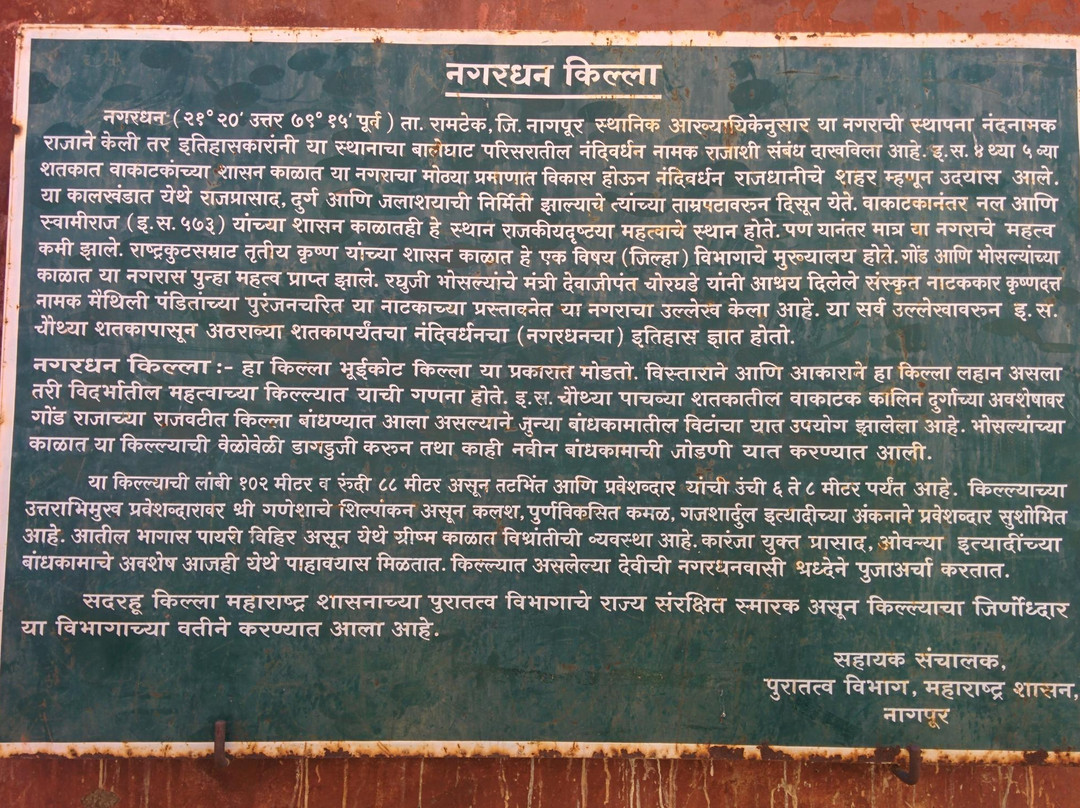 नगरधन किल्ला
नगरधन (२१° २०' उत्तर ७९° १५' पूर्व) ता. रामटेक, जि. नागपूर स्थानिक आख्यायिकेनुसार या नगराची स्थापना नंदनामक
राजाने केली तर इतिहासकारांनी या स्थानाचा बालेघाट परिसरातील नंदिवर्धन नामक राजाशी संबंध दाखविला आहे. इ.स. ४ थ्या ५ व्या
शतकात वाकाटकांच्या शासन काळात या नगराचा मोठया प्रमाणात विकास होऊन नंदिवर्धन राजधानीचे शहर म्हणून उदयास आले.
या कालखंडात येथे राजप्रासाद, दुर्ग आणि जलाशयाची निर्मिती झाल्याचे त्यांच्या ताम्रपटावरुन दिसून येते. वाकाटकानंतर नल आणि
स्वामीराज (इ.स. ५०३) यांच्या शासन काळातही हे स्थान राजकीयदृष्टया महत्वाचे स्थान होते. पण यानंतर मात्र या नगराचे महत्व
कमी झाले. राष्ट्रकुटसम्राट तृतीय कृष्ण यांच्या शासन काळात हे एक विषय (जिल्हा) विभागाचे मुख्यालय होते. गोंड आणि भोसल्यांच्या
काळात या नगरास पुन्हा महत्व प्राप्त झाले. रघुजी भोसल्यांचे मंत्री देवाजीपंत चोरघडे यांनी आश्रय दिलेले संस्कृत नाटककार कृष्णदत्त
नामक मैथिली पंडितांच्या पुरंजनचरित या नाटकाच्या प्रस्तावनेत या नगराचा उल्लेख केला आहे. या सर्व उल्लेखावरुन इ.स.
चौथ्या शतकापासून अठराव्या शतकापर्यंतचा नंदिवर्धनचा (नगरधनचा) इतिहास ज्ञात होतो.
नगरधन किल्ला :- हा किल्ला भूईकोट किल्ला या प्रकारात मोडतो. विस्ताराने आणि आकाराने हा किल्ला लहान असला
तरी विदर्भातील महत्वाच्या किल्ल्यात याची गणना होते. इ.स. चौथ्या पाचव्या शतकातील वाकाटक कालिन दुर्गाच्या अवशेषावर
गोंड राजाच्या राजवटीत किल्ला बांधण्यात आला असल्याने जुन्या बांधकामातील विटांचा यात उपयोग झालेला आहे. भोसल्यांच्या
काळात या किल्ल्याची वेळोवेळी डागडुजी करुन तथा काही नवीन बांधकामाची जोडणी यात करण्यात आली.
या किल्ल्याची लांबी १०२ मीटर व रुंदी ८८ मीटर असून तटभिंत आणि प्रवेशव्दार यांची उंची ६ ते ८ मीटर पर्यंत आहे. किल्ल्याच्या
उत्तराभिमुख प्रवेशव्दारावर श्री गणेशाचे शिल्पांकन असून कलश, पुर्णविकसित कमळ, गजशार्दुल इत्यादीच्या अंकनाने प्रवेशव्दार सुशोभित
आहे. आतील भागास पायरी विहिर असून येथे ग्रीष्म काळात विश्रांतीची व्यवस्था आहे. कारंजा युक्त प्रासाद, ओवऱ्या इत्यादींच्या
बांधकामाचे अवशेष आजही येथे पाहावयास मिळतात. किल्ल्यात असलेल्या देवीची नगरधनवासी श्रध्देने पुजाअर्चा करतात.
सदरहू किल्ला महाराष्ट्र शासनाच्या पुरातत्व विभागाचे राज्य संरक्षित स्मारक असून किल्ल्याचा जिर्णोध्दार
या विभागाच्या वतीने करण्यात आला आहे.
सहायक संचालक,
पुरातत्व विभाग, महाराष्ट्र शासन,
नागपूर